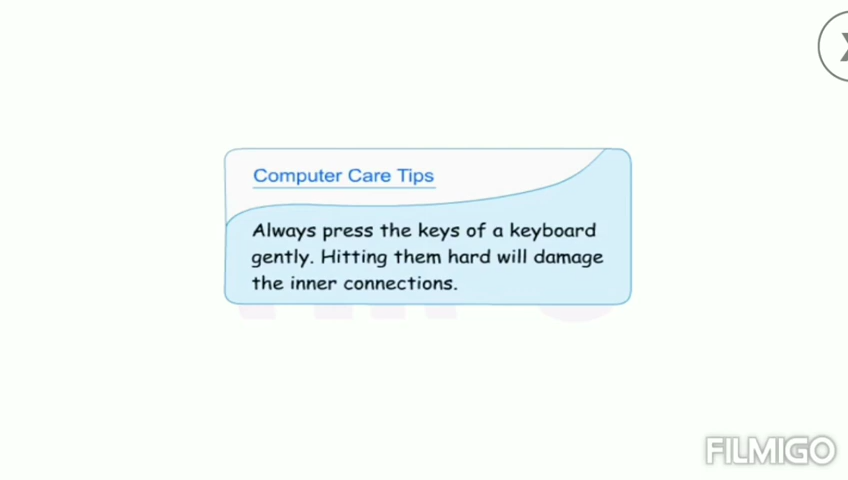 Computer Care Tips
Always press the keys of a keyboard
gently. Hitting them hard will damage
the inner connections.
FILMIGO